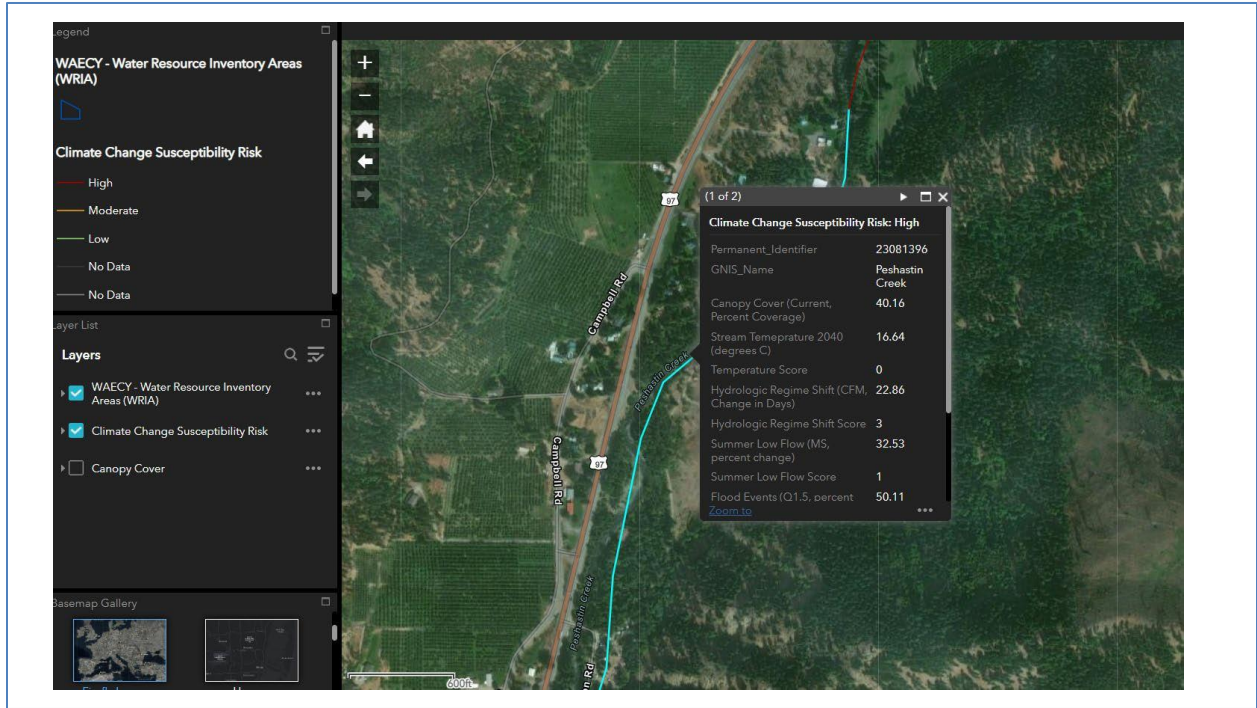 Legend
WAECY - Water Resource Inventory Areas
(WRIA)
Climate Change Susceptibility Risk
High
Moderate
Low
No Data
No Data
Layer List
Layers
WAECY - Water Resource Inventory
Areas (WRIA)
Climate Change Susceptibility Risk
Canopy Cover
Basemap Gallery
97
Campbell Rd
Peshastin Creek
Campbell Rd
97
Peshastin Creek
n Rd
600ft
(1 of 2)
Climate Change Susceptibility Risk: High
Permanent_Identifier 23081396
GNIS_Name Peshastin
Creek
Canopy Cover (Current, 40.16
Percent Coverage)
Stream Temeprature 2040 16.64
(degrees C)
Temperature Score 0
Hydrologic Regime Shift (CFM, 22.86
Change in Days)
Hydrologic Regime Shift Score 3
Summer Low Flow (MS, 32.53
percent change)
Summer Low Flow Score 1
Flood Events (Q1.5, percent 50.11
Zoom to